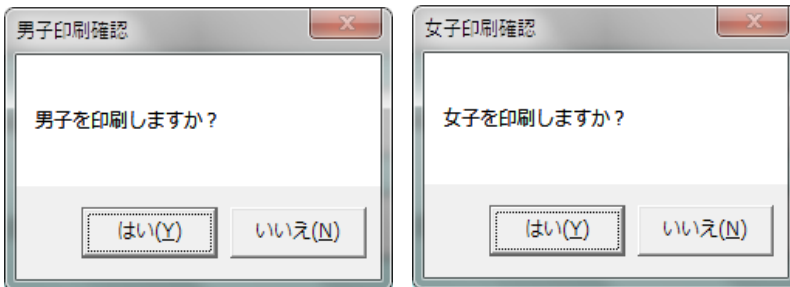 男子印刷確認
男子を印刷しますか？
はい(Y)
いいえ(N)
女子印刷確認
女子を印刷しますか？
はい(Y)
いいえ(N)